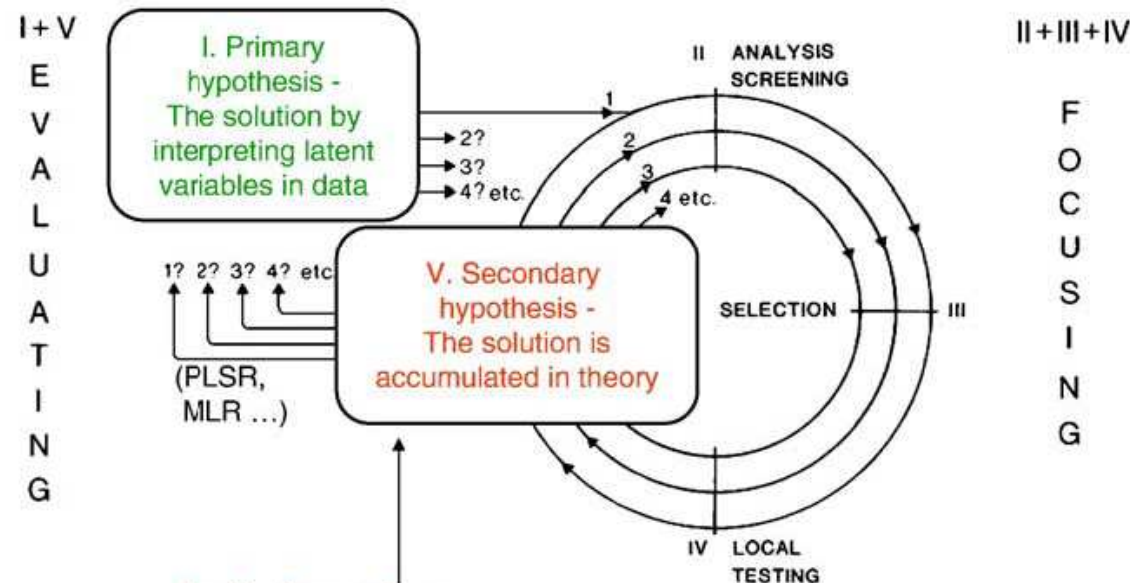 I + V
EVALUATING
I. Primary
hypothesis -
The solution by
interpreting latent
variables in data
1
2?
3?
4? etc.
II ANALYSIS
SCREENING
2
3
4 etc.
II + III + IV
FOCUSING
1? 2? 3? 4? etc
V. Secondary
hypothesis -
The solution is
accumulated in theory
SELECTION
III
(PLSR,
MLR ...)
IV LOCAL
TESTING